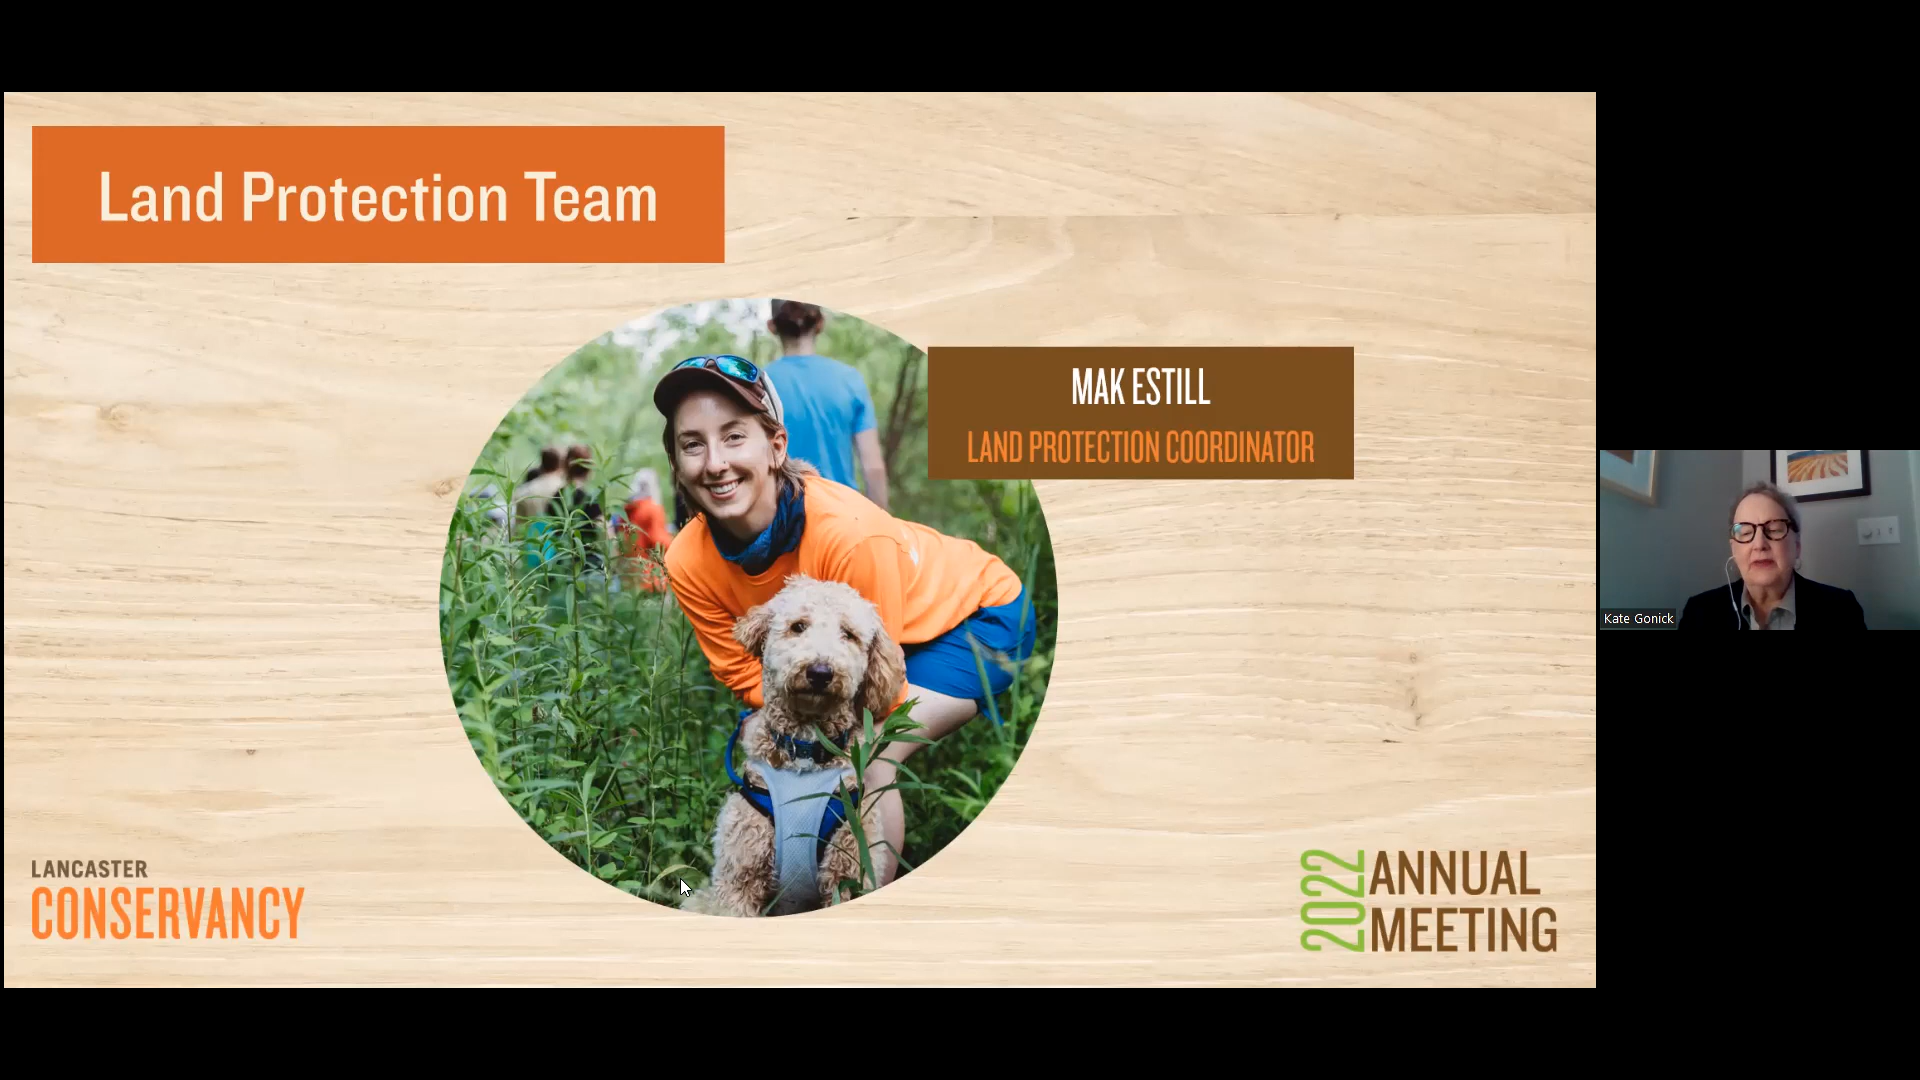 Land Protection Team
MAK ESTILL
LAND PROTECTION COORDINATOR
Kate Gonick
LANCASTER
CONSERVANCY
2022
ANNUAL
MEETING